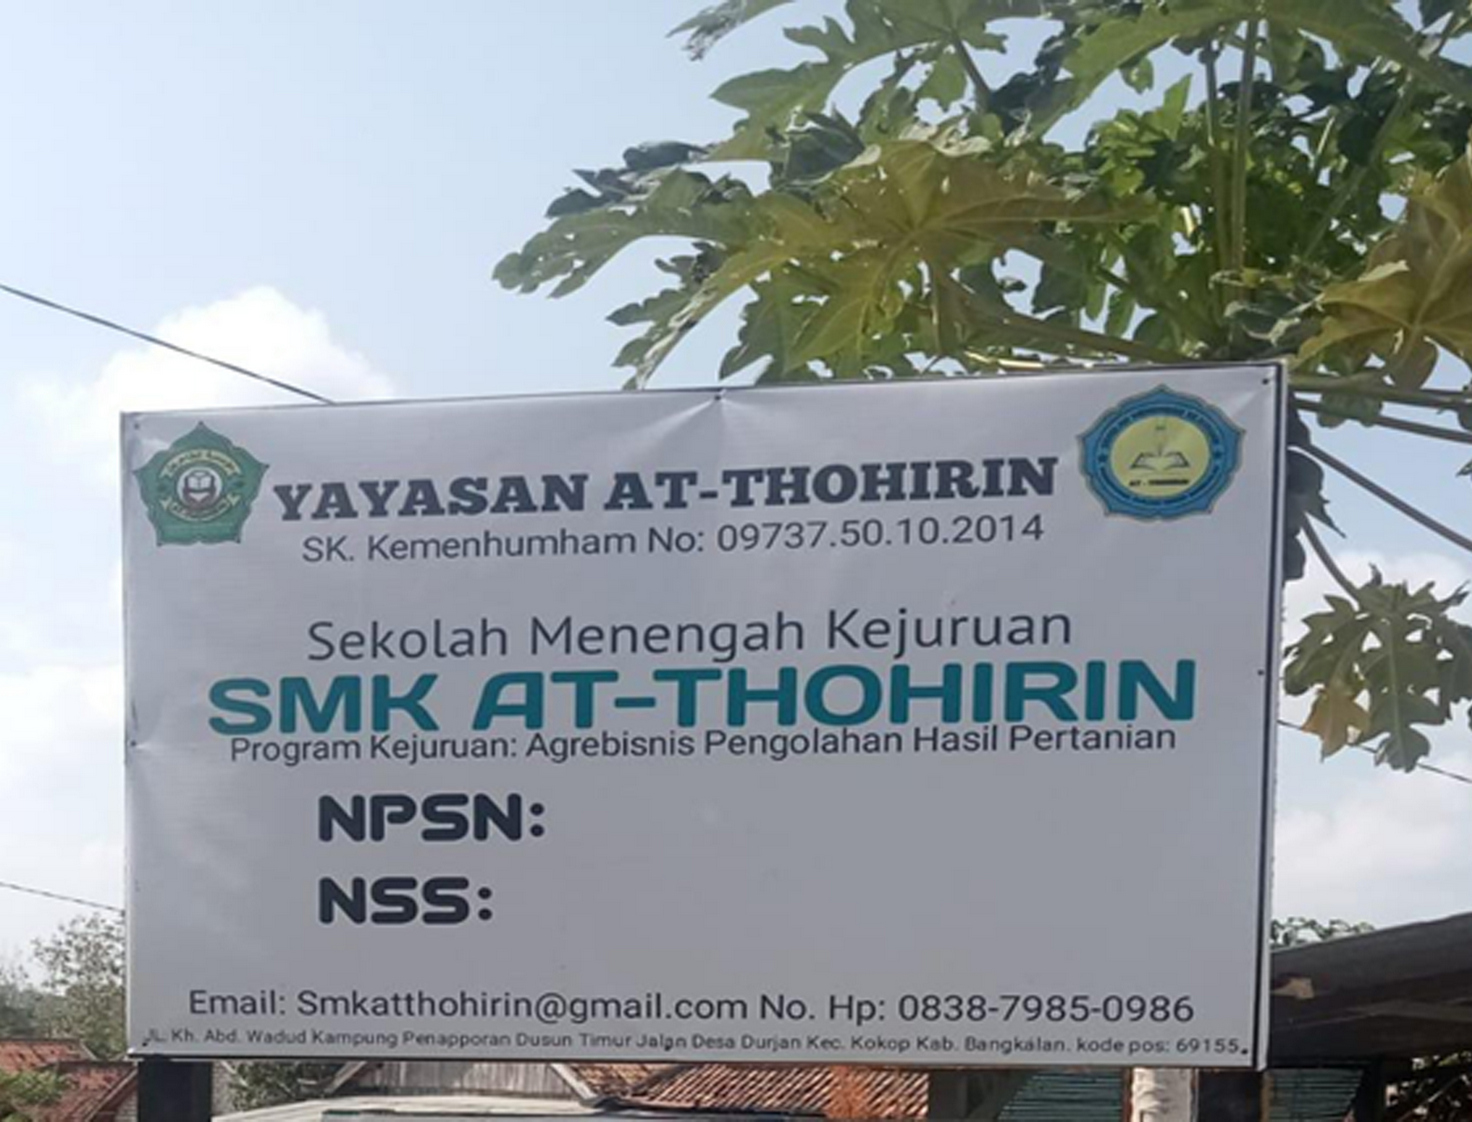 YAYASAN AT-THOHIRIN
SK. Kemenhumham No: 09737.50.10.2014
Sekolah Menengah Kejuruan
SMK AT-THOHIRIN
Program Kejuruan: Agrebisnis Pengolahan Hasil Pertanian
NPSN:
NSS:
Email: Smkatthohirin@gmail.com No. Hp: 0838-7985-0986
JL. Kh. Abd. Wadud Kampung Penapporan Dusun Timur Jalan Desa Durjan Kec. Kokop Kab. Bangkalan. kode pos: 69155.
AT - THOHIRIN